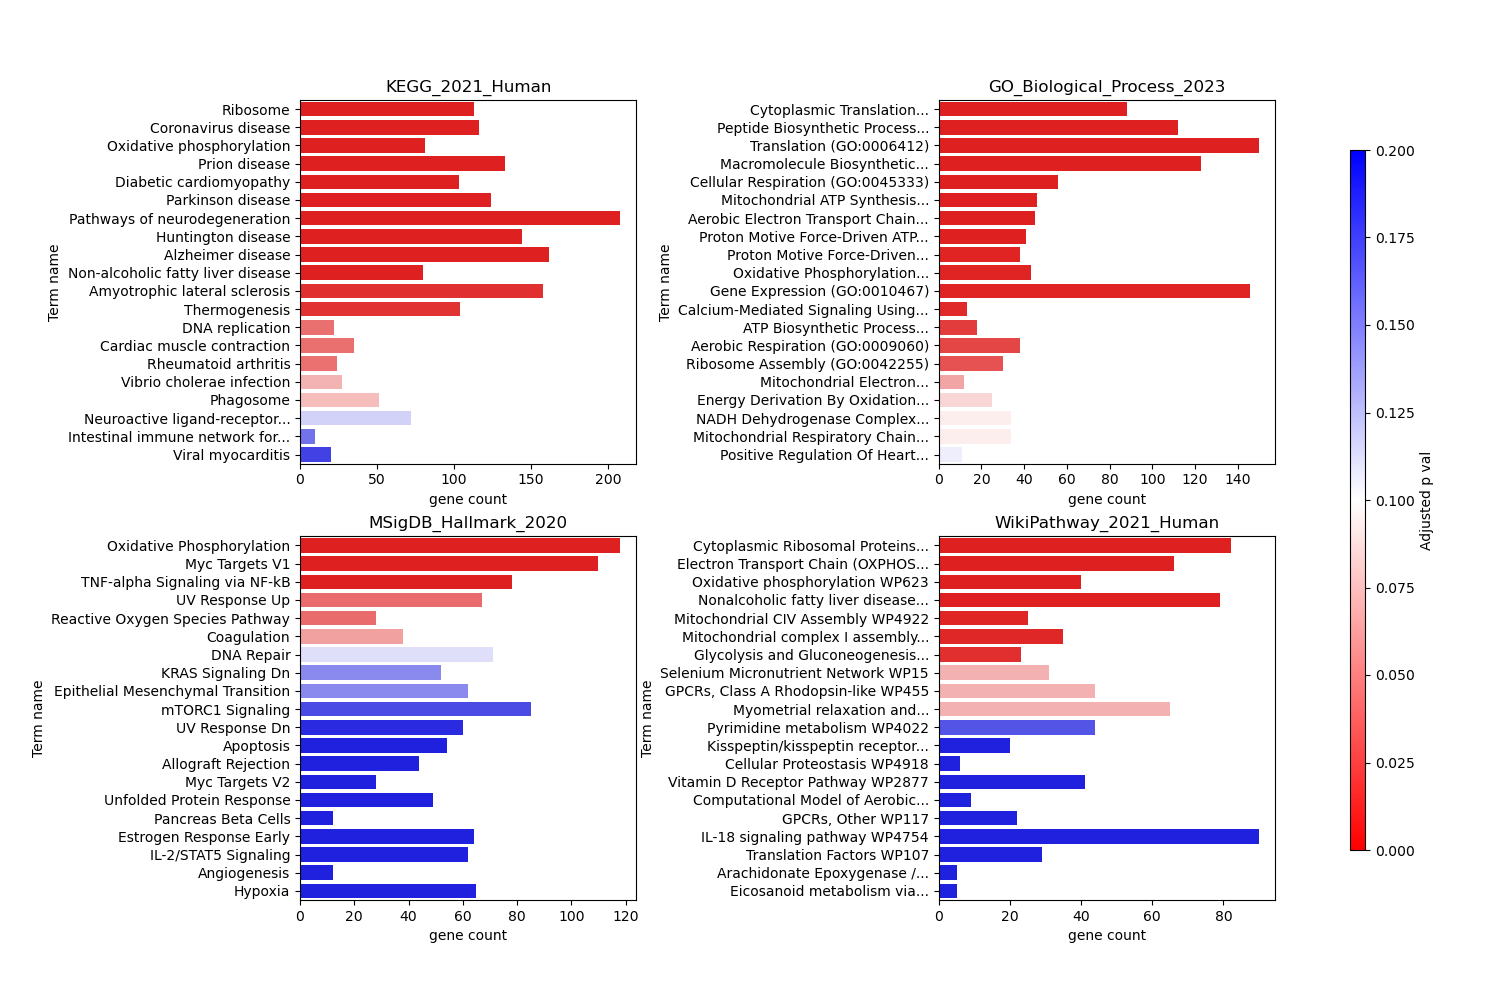 KEGG_2021_Human
Term name
Ribosome
Coronavirus disease
Oxidative phosphorylation
Prion disease
Diabetic cardiomyopathy
Parkinson disease
Pathways of neurodegeneration
Huntington disease
Alzheimer disease
Non-alcoholic fatty liver disease
Amyotrophic lateral sclerosis
Thermogenesis
DNA replication
Cardiac muscle contraction
Rheumatoid arthritis
Vibrio cholerae infection
Phagosome
Neuroactive ligand-receptor...
Intestinal immune network for...
Viral myocarditis
0 50 100 150 200
gene count
GO_Biological_Process_2023
Term name
Cytoplasmic Translation...
Peptide Biosynthetic Process...
Translation (GO:0006412)
Macromolecule Biosynthetic...
Cellular Respiration (GO:0045333)
Mitochondrial ATP Synthesis...
Aerobic Electron Transport Chain...
Proton Motive Force-Driven ATP...
Proton Motive Force-Driven...
Oxidative Phosphorylation...
Gene Expression (GO:0010467)
Calcium-Mediated Signaling Using...
ATP Biosynthetic Process...
Aerobic Respiration (GO:0009060)
Ribosome Assembly (GO:0042255)
Mitochondrial Electron...
Energy Derivation By Oxidation...
NADH Dehydrogenase Complex...
Mitochondrial Respiratory Chain...
Positive Regulation Of Heart...
0 20 40 60 80 100 120 140
gene count
MSigDB_Hallmark_2020
Term name
Oxidative Phosphorylation
Myc Targets V1
TNF-alpha Signaling via NF-kB
UV Response Up
Reactive Oxygen Species Pathway
Coagulation
DNA Repair
KRAS Signaling Dn
Epithelial Mesenchymal Transition
mTORC1 Signaling
UV Response Dn
Apoptosis
Allograft Rejection
Myc Targets V2
Unfolded Protein Response
Pancreas Beta Cells
Estrogen Response Early
IL-2/STAT5 Signaling
Angiogenesis
Hypoxia
0 20 40 60 80 100 120
gene count
WikiPathway_2021_Human
Term name
Cytoplasmic Ribosomal Proteins...
Electron Transport Chain (OXPHOS...
Oxidative phosphorylation WP623
Nonalcoholic fatty liver disease...
Mitochondrial CIV Assembly WP4922
Mitochondrial complex I assembly...
Glycolysis and Gluconeogenesis...
Selenium Micronutrient Network WP15
GPCRs, Class A Rhodopsin-like WP455
Myometrial relaxation and...
Pyrimidine metabolism WP4022
Kisspeptin/kisspeptin receptor...
Cellular Proteostasis WP4918
Vitamin D Receptor Pathway WP2877
Computational Model of Aerobic...
GPCRs, Other WP117
IL-18 signaling pathway WP4754
Translation Factors WP107
Arachidonate Epoxygenase /...
Eicosanoid metabolism via...
0 20 40 60 80
gene count
0.200
0.175
0.150
0.125
0.100
0.075
0.050
0.025
0.000
Adjusted p val